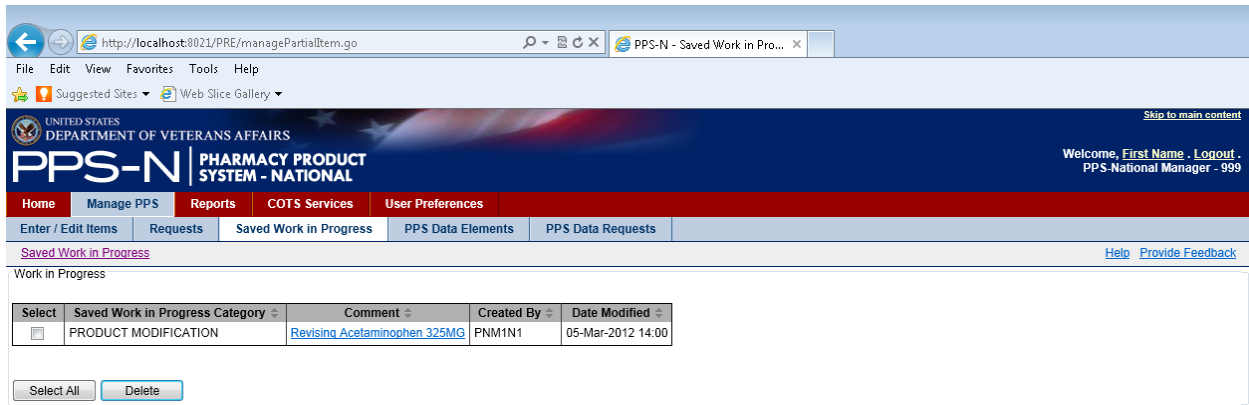 http://localhost:8021/PRE/managePartialItem.go PPS-N - Saved Work in Pro...
File Edit View Favorites Tools Help
Suggested Sites Web Slice Gallery
Skip to main content
UNITED STATES
DEPARTMENT OF VETERANS AFFAIRS
PPS-N PHARMACY PRODUCT
SYSTEM - NATIONAL
Welcome, First Name . Logout .
PPS-National Manager - 999
Home Manage PPS Reports COTS Services User Preferences
Enter / Edit Items Requests Saved Work in Progress PPS Data Elements PPS Data Requests
Saved Work in Progress Help Provide Feedback
Work in Progress
Select Saved Work in Progress Category Comment Created By Date Modified
PRODUCT MODIFICATION Revising Acetaminophen 325MG PNM1N1 05-Mar-2012 14:00
Select All Delete